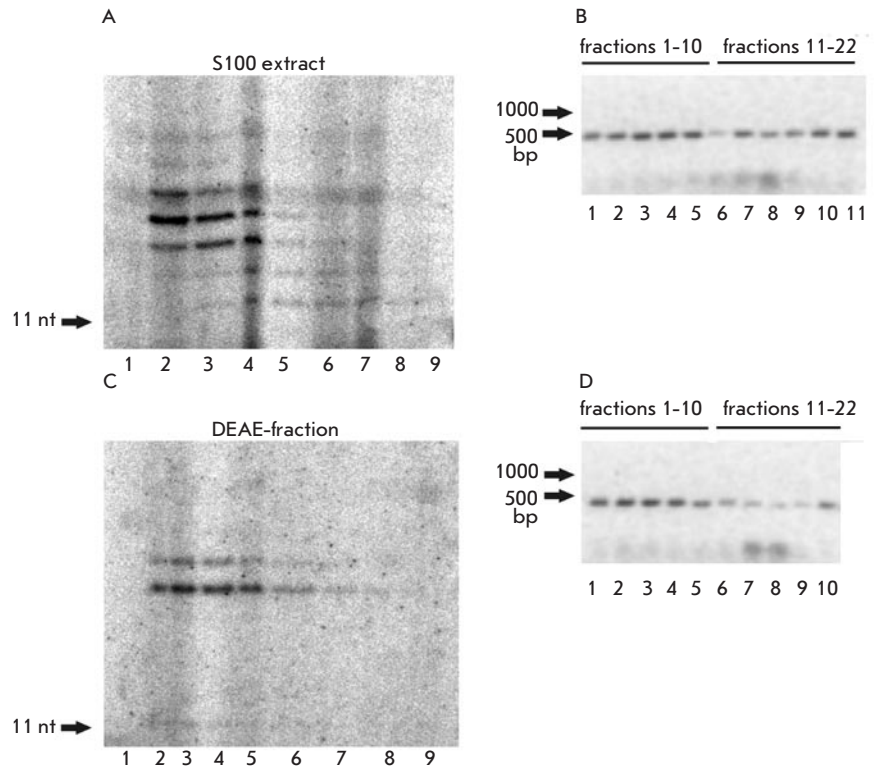 A
S100 extract
11 nt
1 2 3 4 5 6 7 8 9
B
fractions 1-10 fractions 11-22
1000
500
bp
1 2 3 4 5 6 7 8 9 10 11
C
DEAE-fraction
11 nt
1 2 3 4 5 6 7 8 9
D
fractions 1-10 fractions 11-22
1000
500
bp
1 2 3 4 5 6 7 8 9 10